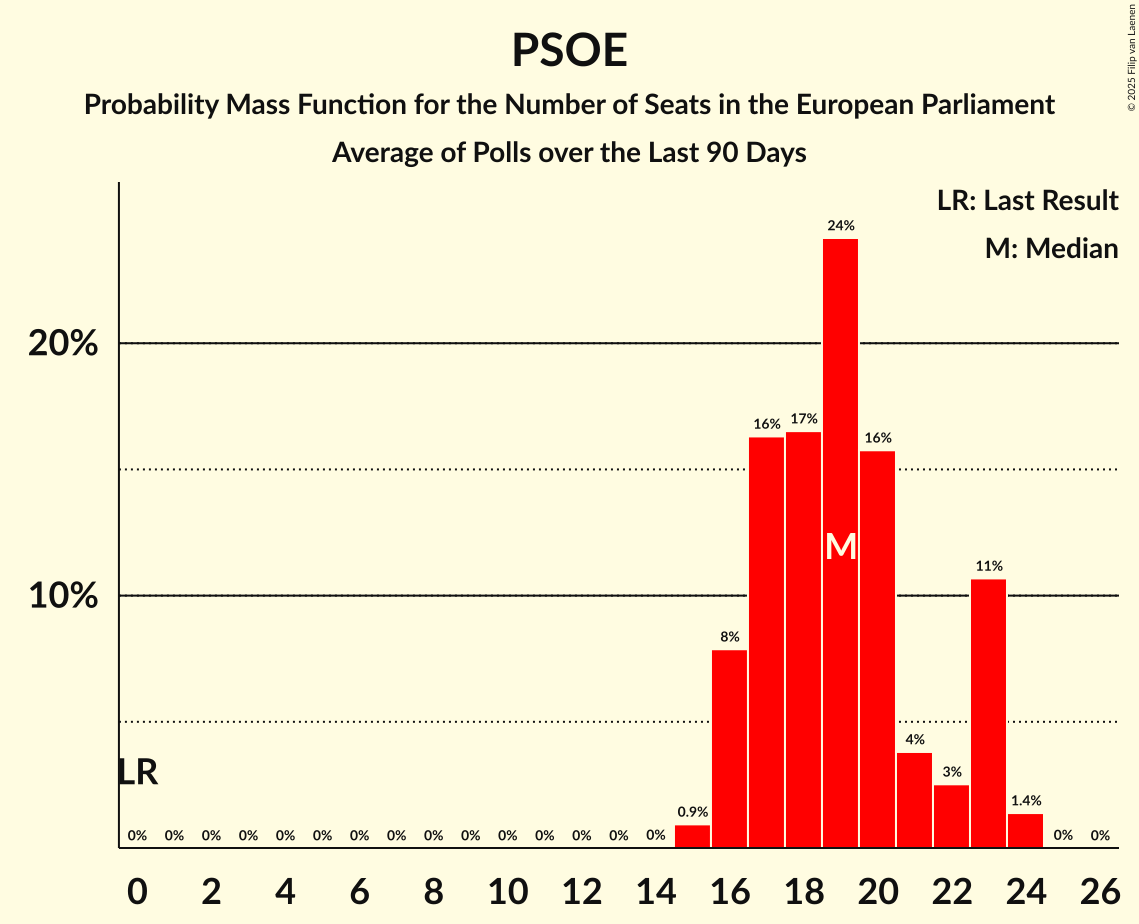 PSOE
Probability Mass Function for the Number of Seats in the European Parliament
Average of Polls over the Last 90 Days
© 2025 Filip van Laenen
LR: Last Result
M: Median
24%
20%
16% 17% 16%
M
11%
10%
8%
4%
3%
LR
0.9% 1.4%
0% 0% 0% 0% 0% 0% 0% 0% 0% 0% 0% 0% 0% 0% 0% 0% 0%
0 2 4 6 8 10 12 14 16 18 20 22 24 26